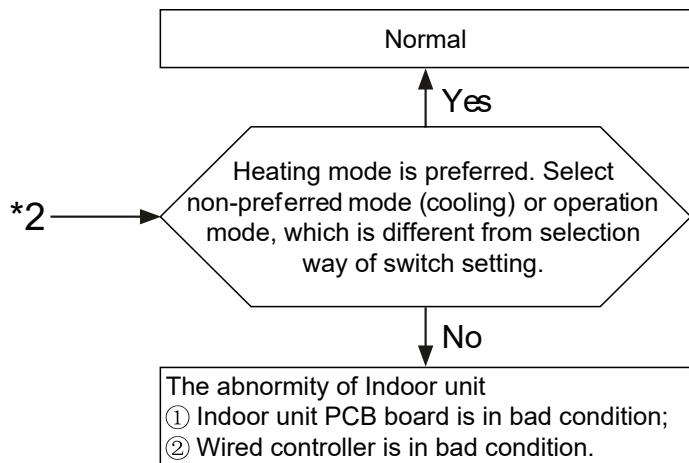 Normal
Yes
Heating mode is preferred. Select
non-preferred mode (cooling) or operation
mode, which is different from selection
way of switch setting.
*2
No
The abnormity of Indoor unit
① Indoor unit PCB board is in bad condition;
② Wired controller is in bad condition.